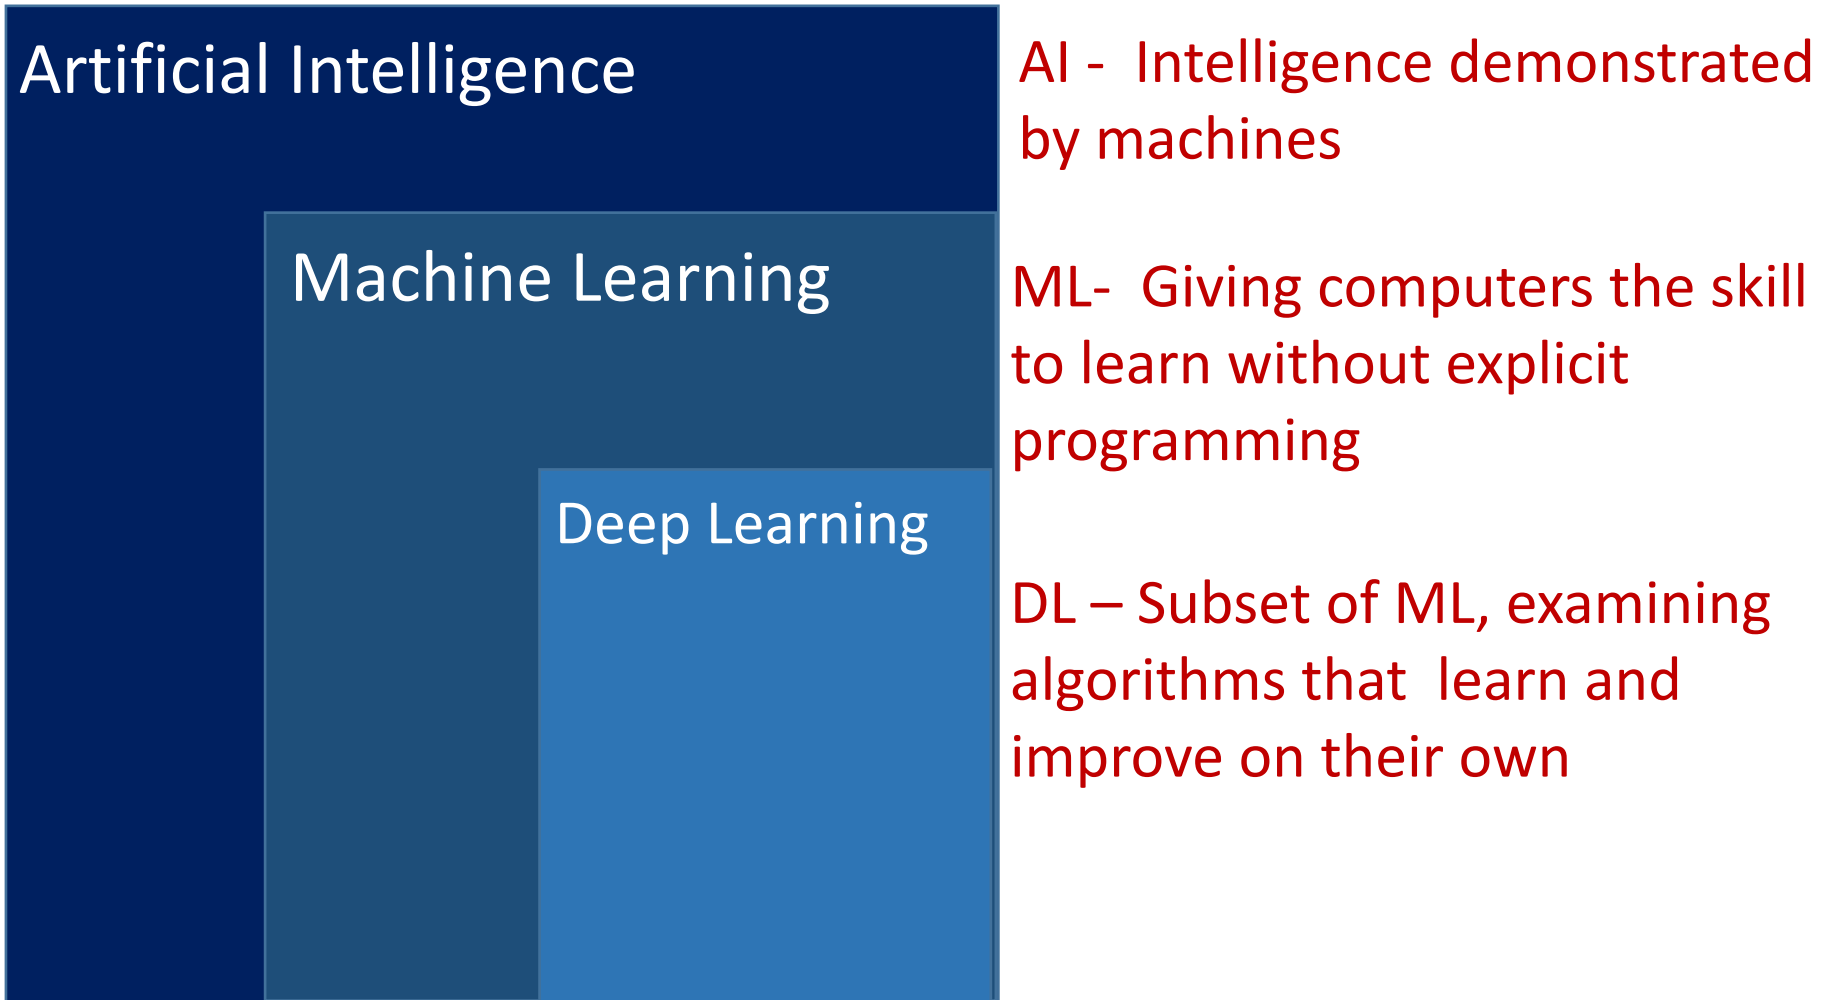 Artificial Intelligence
Machine Learning
Deep Learning
AI -  Intelligence demonstrated
by machines
ML-  Giving computers the skill
to learn without explicit
programming
DL – Subset of ML, examining
algorithms that  learn and
improve on their own